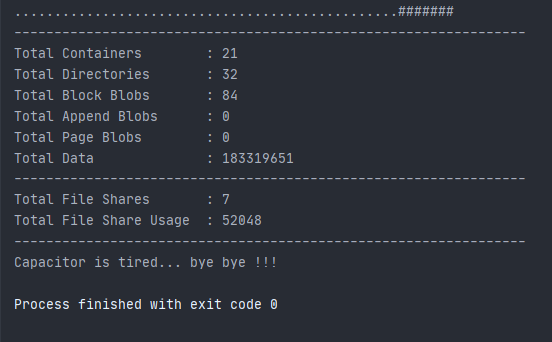 ................................................#######
----------------------------------------------------------------
Total Containers        : 21
Total Directories       : 32
Total Block Blobs       : 84
Total Append Blobs      : 0
Total Page Blobs        : 0
Total Data              : 183319651
----------------------------------------------------------------
Total File Shares       : 7
Total File Share Usage  : 52048
----------------------------------------------------------------
Capacitor is tired... bye bye !!!
Process finished with exit code 0